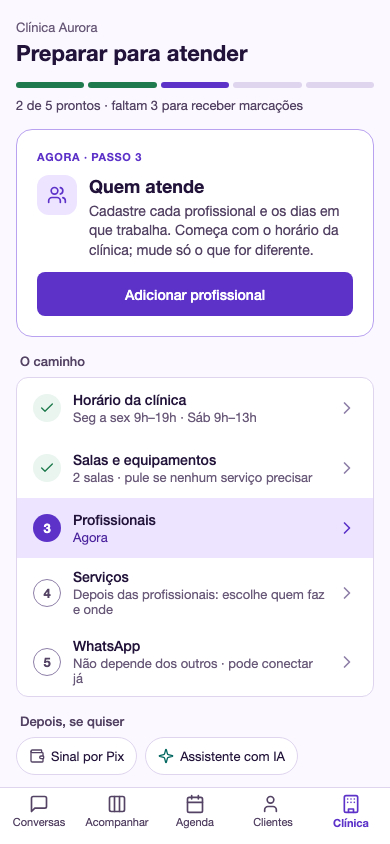 Clínica Aurora
Preparar para atender
2 de 5 prontos · faltam 3 para receber marcações
AGORA · PASSO 3
Quem atende
Cadastre cada profissional e os dias em
que trabalha. Começa com o horário da
clínica; mude só o que for diferente.
Adicionar profissional
O caminho
Horário da clínica
Seg a sex 9h–19h · Sáb 9h–13h
Salas e equipamentos
2 salas · pule se nenhum serviço precisar
3
Profissionais
Agora
4
Serviços
Depois das profissionais: escolhe quem faz
e onde
5
WhatsApp
Não depende dos outros · pode conectar
já
Depois, se quiser
Sinal por Pix
Assistente com IA
Conversas
Acompanhar
Agenda
Clientes
Clínica